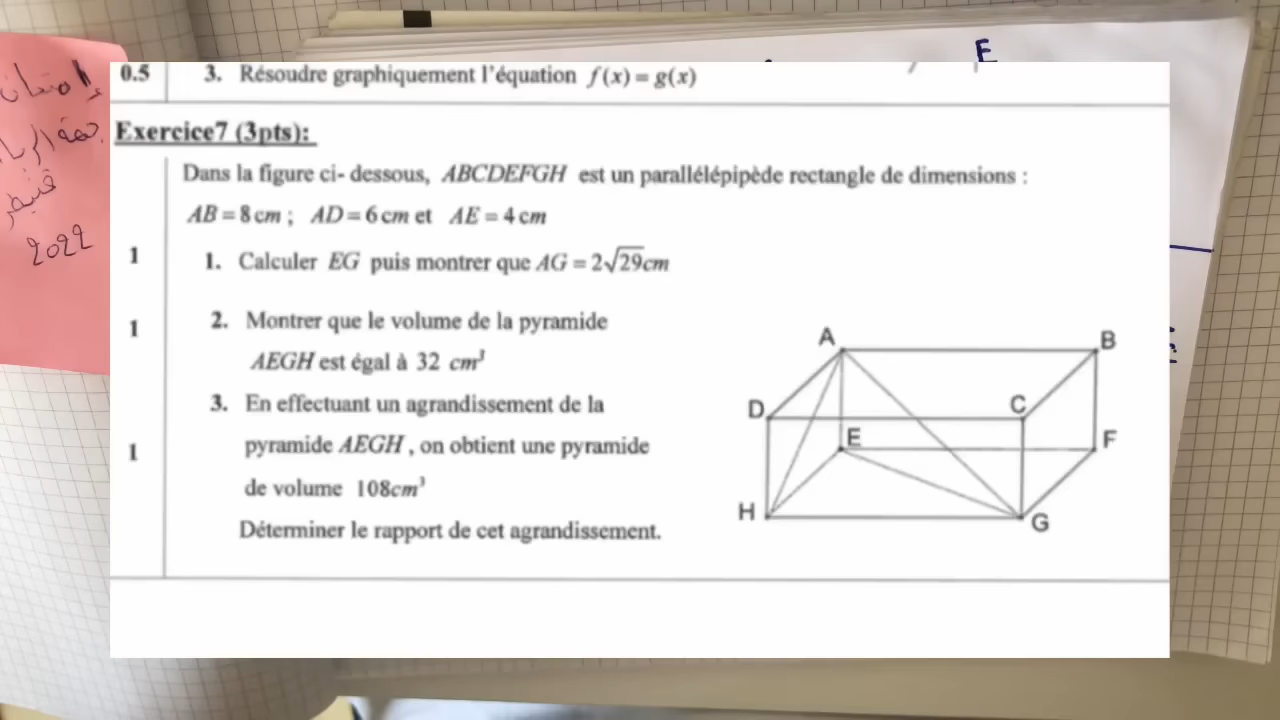 E
إمتحان
جهة الربا
قنيطر
2022
0.5 3. Résoudre graphiquement l'équation f(x) = g(x)
Exercice7 (3pts):
Dans la figure ci- dessous, ABCDEFGH est un parallélépipède rectangle de dimensions :
AB = 8 cm ; AD = 6 cm et AE = 4 cm
1 1. Calculer EG puis montrer que AG = 2√29cm
1 2. Montrer que le volume de la pyramide
AEGH est égal à 32 cm³
3. En effectuant un agrandissement de la
1 pyramide AEGH , on obtient une pyramide
de volume 108cm³
Déterminer le rapport de cet agrandissement.
A
B
D
C
E
F
H
G